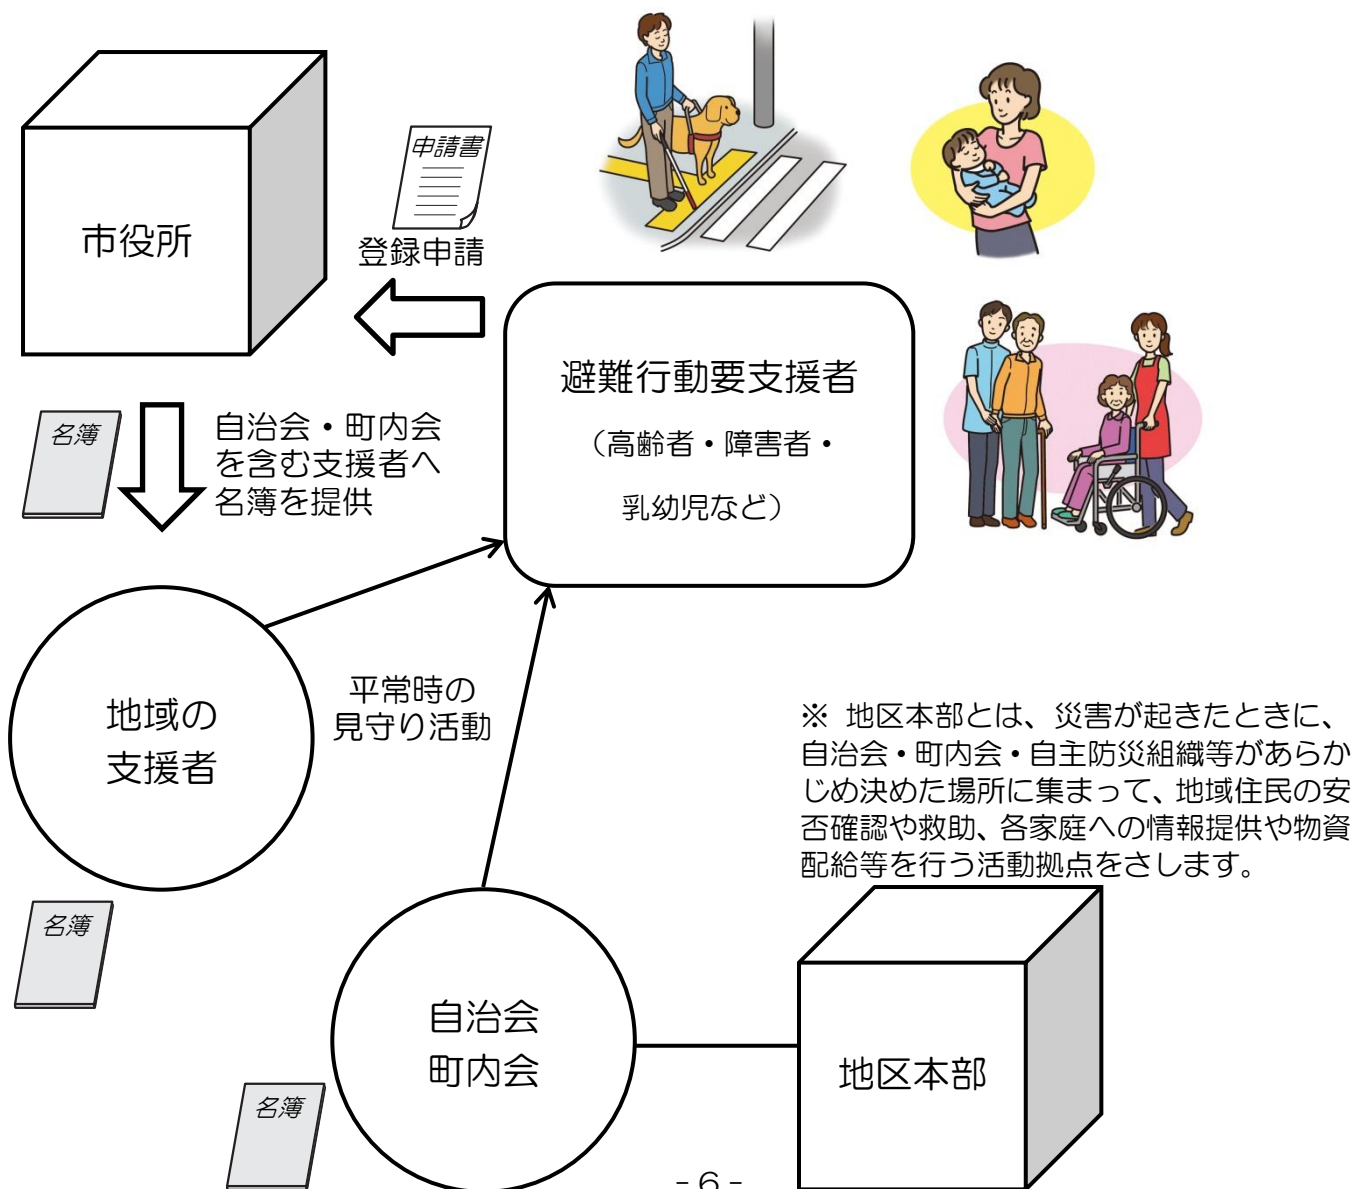 市役所
申請書
登録申請
避難行動要支援者
（高齢者・障害者・
乳幼児など）
名簿
自治会・町内会
を含む支援者へ
名簿を提供
地域の
支援者
平常時の
見守り活動
※ 地区本部とは、災害が起きたときに、
自治会・町内会・自主防災組織等があらか
じめ決めた場所に集まって、地域住民の安
否確認や救助、各家庭への情報提供や物資
配給等を行う活動拠点をさします。
名簿
自治会
町内会
地区本部
名簿
- 6 -